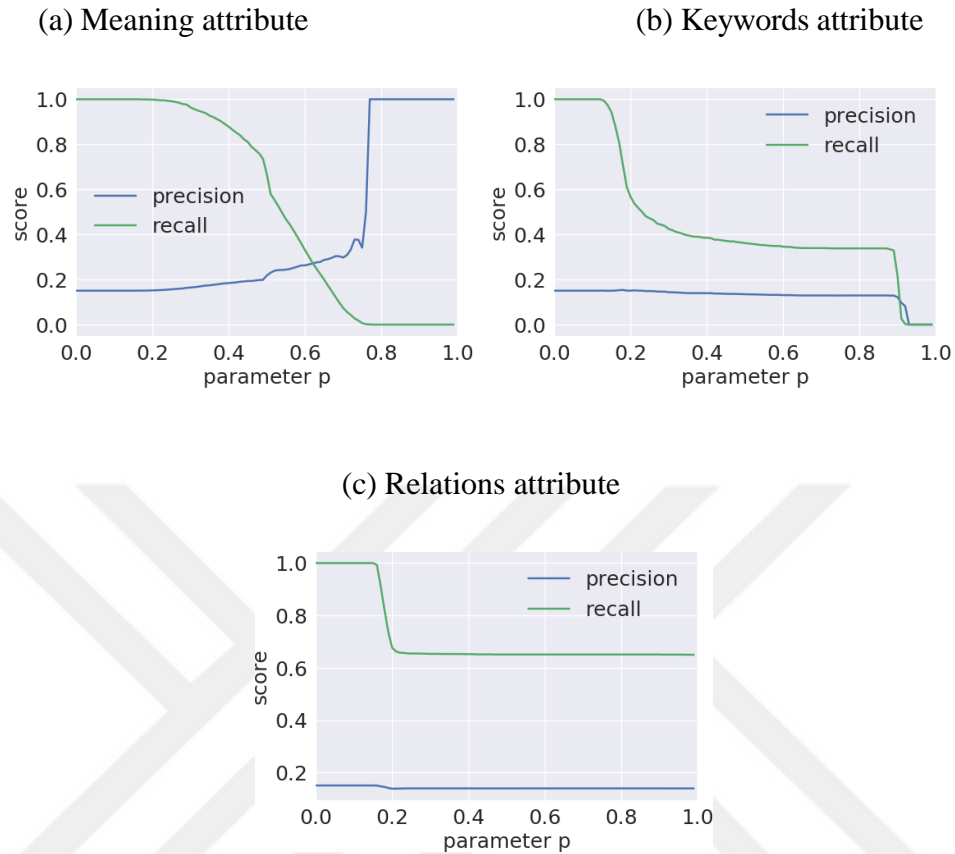 (a) Meaning attribute
(b) Keywords attribute
1.0
0.8
0.6
0.4
0.2
0.0
score
precision
recall
0.0 0.2 0.4 0.6 0.8 1.0
parameter p
1.0
0.8
0.6
0.4
0.2
0.0
score
precision
recall
0.0 0.2 0.4 0.6 0.8 1.0
parameter p
(c) Relations attribute
1.0
0.8
0.6
0.4
0.2
score
precision
recall
0.0 0.2 0.4 0.6 0.8 1.0
parameter p